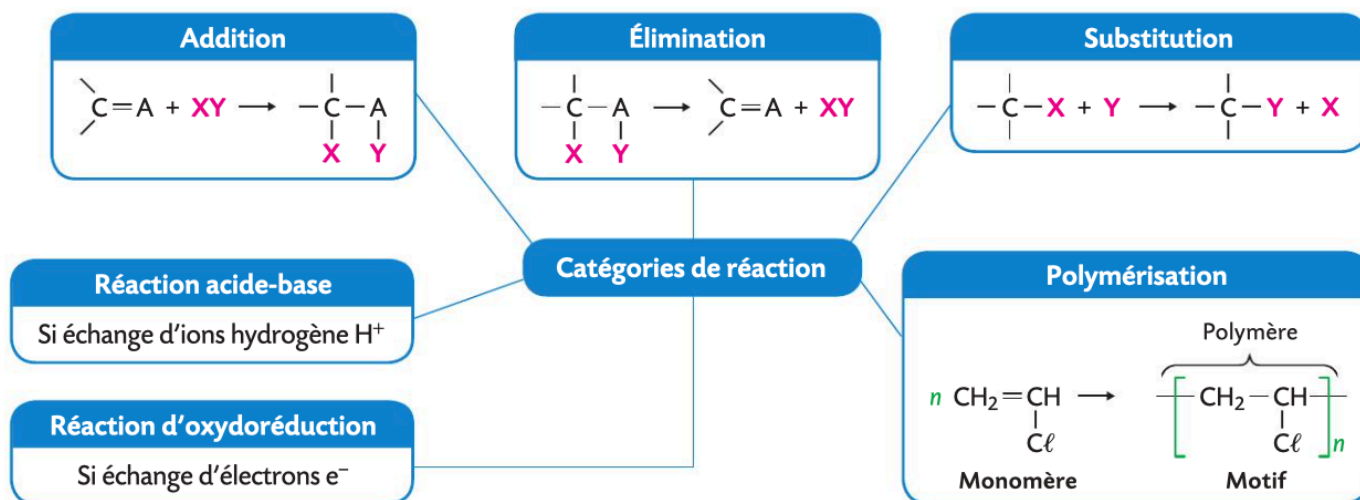 Addition
C=A + XY → —C—A
X Y
Élimination
—C—A → C=A + XY
X Y
Substitution
—C—X + Y → —C—Y + X
Catégories de réaction
Réaction acide-base
Si échange d'ions hydrogène H⁺
Réaction d'oxydoréduction
Si échange d'électrons e⁻
Polymérisation
Polymère
n CH₂=CH → [CH₂—CH]n
Cℓ Cℓ
Monomère Motif